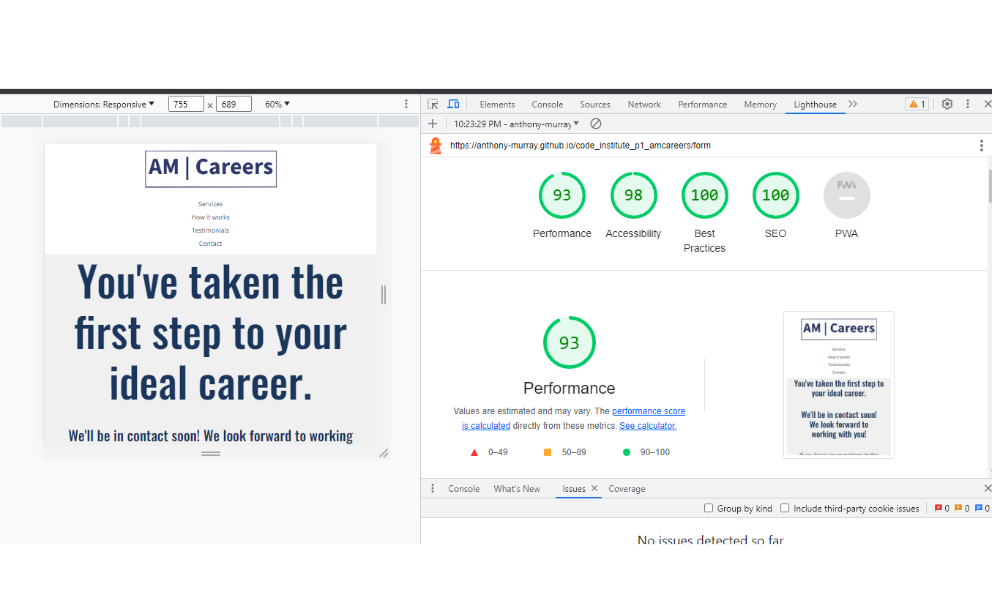 Dimensions: Responsive 755 x 689 60%
Elements Console Sources Network Performance Memory Lighthouse 1
10:23:29 PM - anthony-murray
https://anthony-murray.github.io/code_institute_p1_amcareers/form
AM | Careers
Services
How it works
Testimonials
Contact
You've taken the
first step to your
ideal career.
We'll be in contact soon! We look forward to working
93 98 100 100 PWA
Performance Accessibility Best Practices SEO PWA
93
Performance
Values are estimated and may vary. The performance score
is calculated directly from these metrics. See calculator.
0–49 50–89 90–100
AM | Careers
Services
How it works
Testimonials
Contact
You've taken the first step to
your ideal career.
We'll be in contact soon!
We look forward to
working with you!
Console What's New Issues Coverage
Group by kind Include third-party cookie issues 0 0 0
No issues detected so far